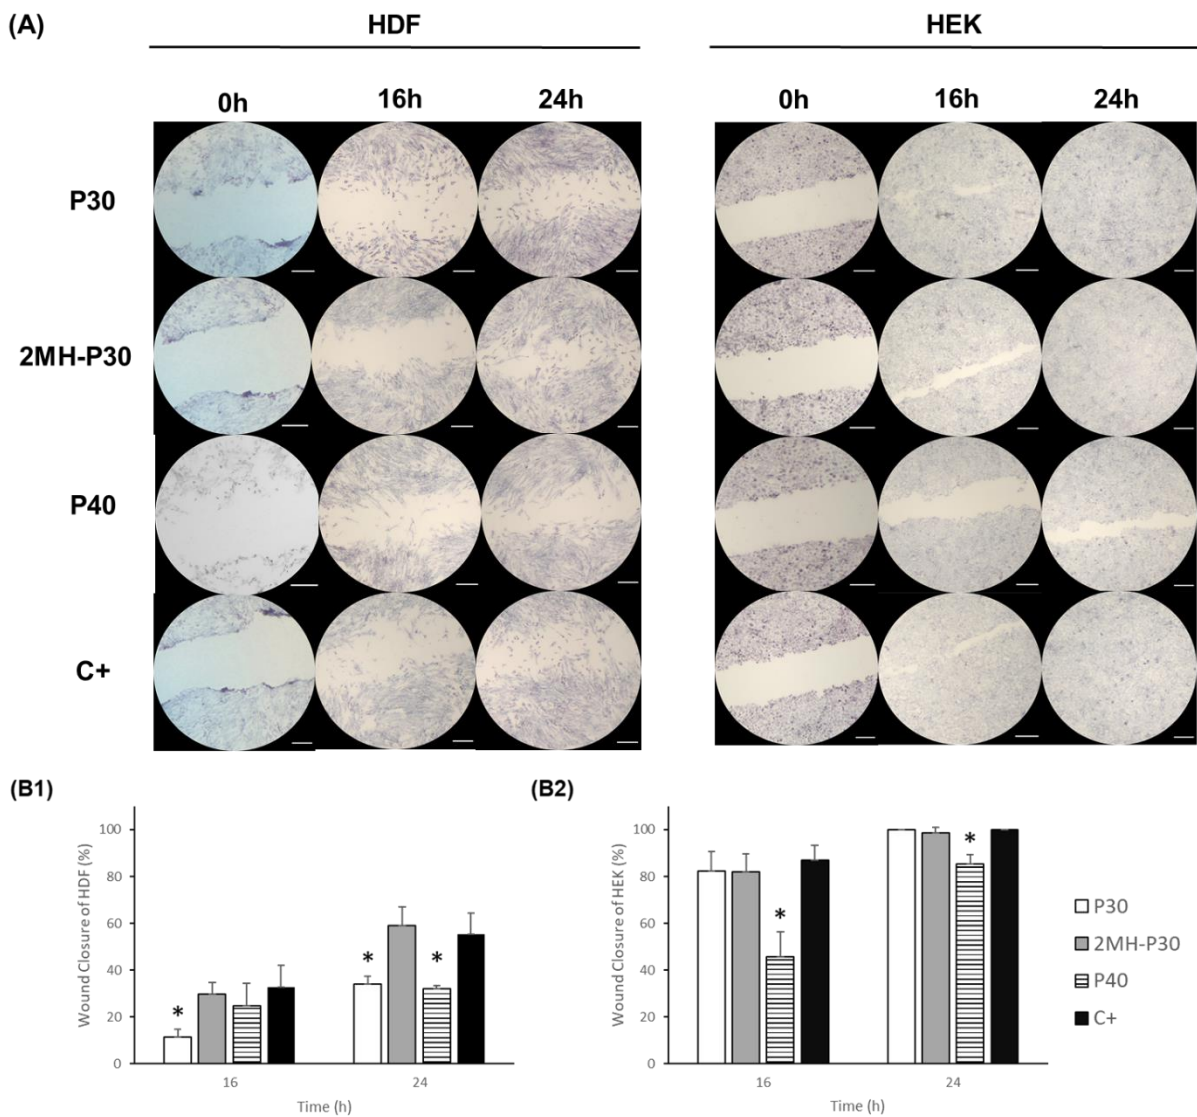 (A)
HDF
HEK
0h 16h 24h
0h 16h 24h
P30
2MH-P30
P40
C+
(B1)
Wound Closure of HDF (%)
100
80
60
40
20
0
*
*
*
16
24
Time (h)
(B2)
Wound Closure of HEK (%)
100
80
60
40
20
0
*
*
16
24
Time (h)
P30
2MH-P30
P40
C+